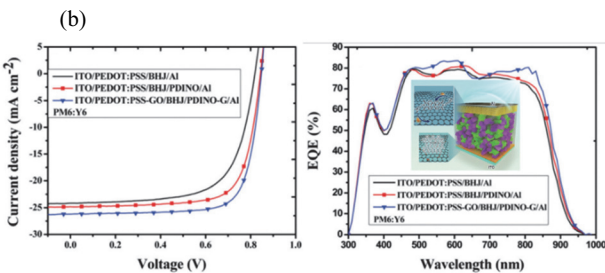 (b)
Current density (mA cm⁻²)
5
0
-5
-10
-15
-20
-25
-30
ITO/PEDOT:PSS/BHJ/Al
ITO/PEDOT:PSS/BHJ/PDINO/Al
ITO/PEDOT:PSS-GO/BHJ/PDINO-G/Al
PM6:Y6
0.0 0.2 0.4 0.6 0.8 1.0
Voltage (V)
EQE (%)
90
80
70
60
50
40
30
20
10
0
ITO/PEDOT:PSS/BHJ/Al
ITO/PEDOT:PSS/BHJ/PDINO/Al
ITO/PEDOT:PSS-GO/BHJ/PDINO-G/Al
PM6:Y6
300 400 500 600 700 800 900 1000
Wavelength (nm)